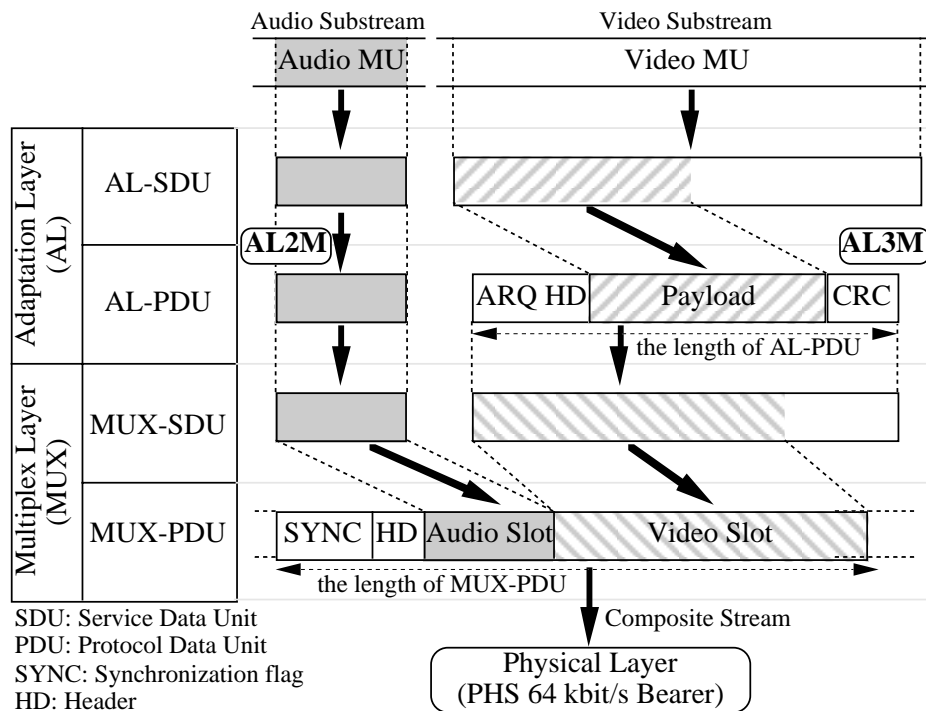 Audio Substream
Video Substream
Audio MU
Video MU
Adaptation Layer
(AL)
AL-SDU
AL2M
AL3M
AL-PDU
ARQ HD
Payload
CRC
the length of AL-PDU
Multiplex Layer
(MUX)
MUX-SDU
MUX-PDU
SYNC
HD
Audio Slot
Video Slot
the length of MUX-PDU
SDU: Service Data Unit
PDU: Protocol Data Unit
SYNC: Synchronization flag
HD: Header
Composite Stream
Physical Layer
(PHS 64 kbit/s Bearer)